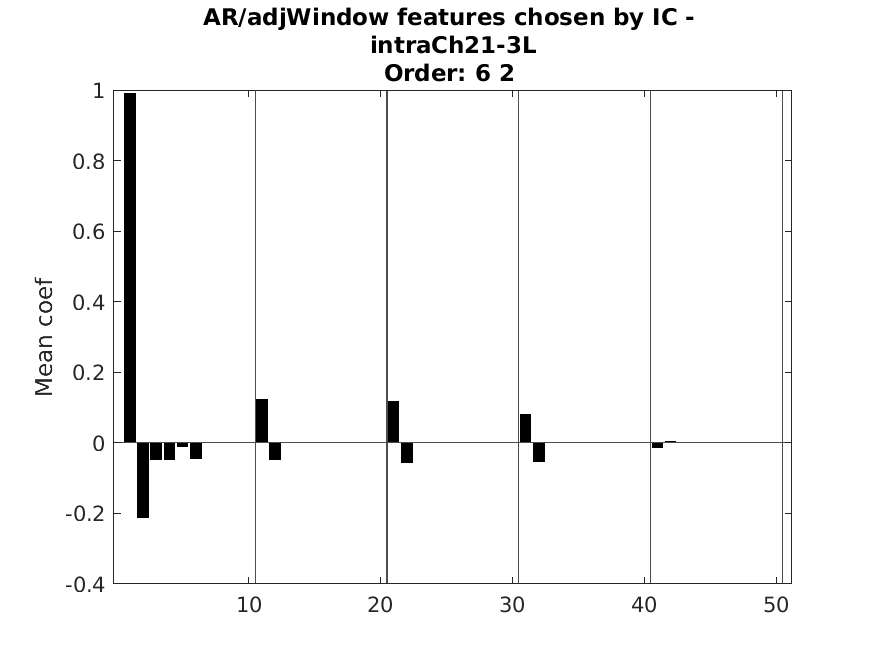 AR/adjWindow features chosen by IC -
intraCh21-3L
Order: 6 2
1
0.8
0.6
0.4
0.2
0
-0.2
-0.4
Mean coef
10 20 30 40 50